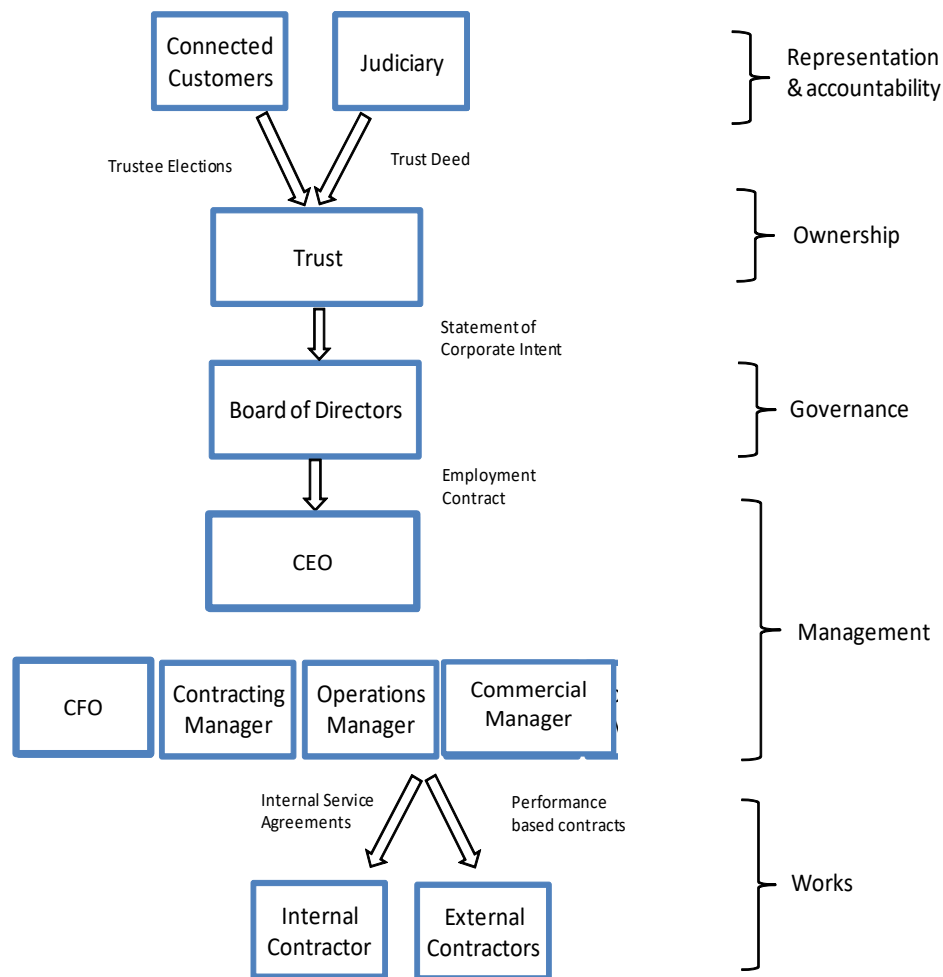 Connected
Customers
Judiciary
Representation
& accountability
Trustee Elections
Trust Deed
Trust
Ownership
Statement of
Corporate Intent
Board of Directors
Governance
Employment
Contract
CEO
Management
CFO
Contracting
Manager
Operations
Manager
Commercial
Manager
Internal Service
Agreements
Performance
based contracts
Works
Internal
Contractor
External
Contractors